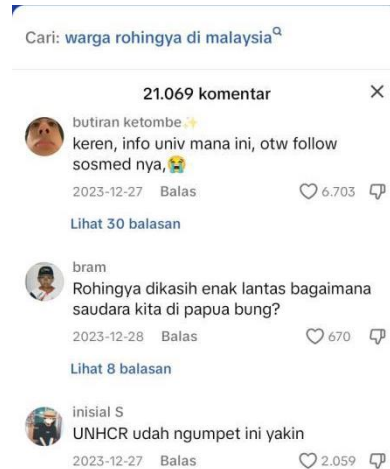 Cari: warga rohingya di malaysia
21.069 komentar
butiran ketombe✨
keren, info univ mana ini, otw follow
sosmed nya,😭
2023-12-27 Balas 6.703
Lihat 30 balasan
bram
Rohingya dikasih enak lantas bagaimana
saudara kita di papua bung?
2023-12-28 Balas 670
Lihat 8 balasan
inisial S
UNHCR udah ngumpet ini yakin
2023-12-27 Balas 2.059